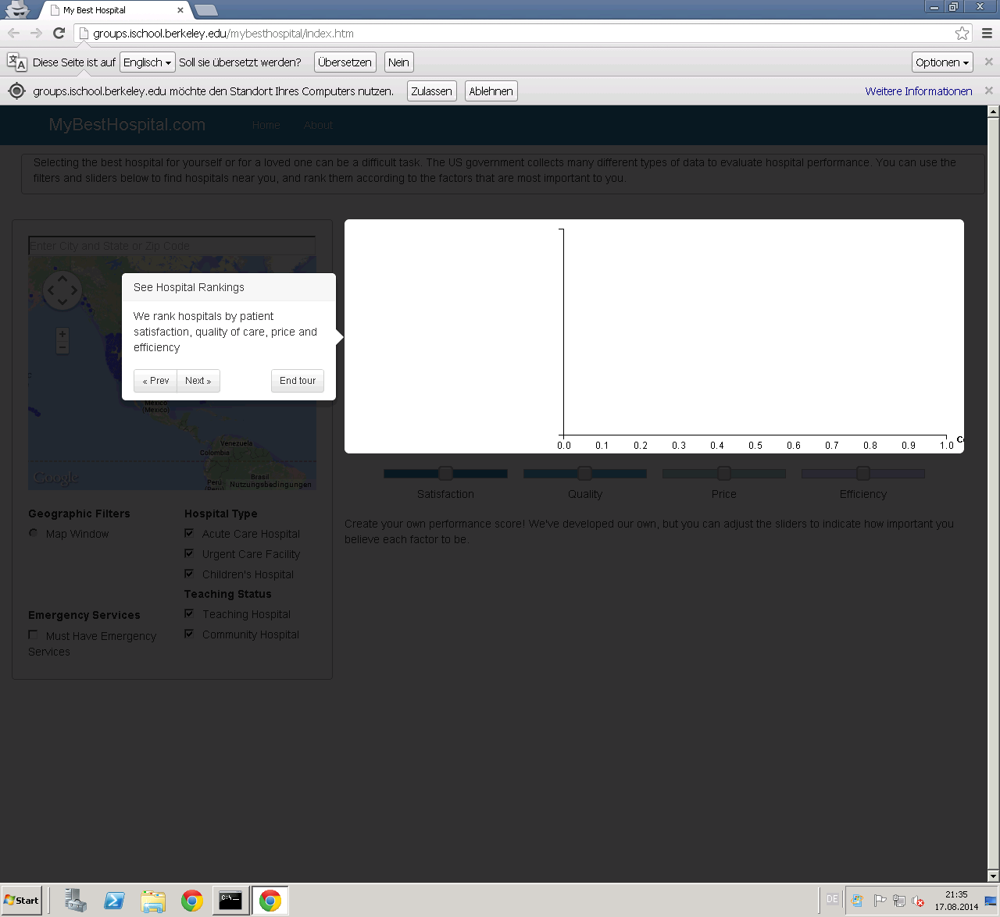 My Best Hospital
groups.ischool.berkeley.edu/mybesthospital/index.htm
Diese Seite ist auf Englisch Soll sie übersetzt werden? Übersetzen Nein Optionen
groups.ischool.berkeley.edu möchte den Standort Ihres Computers nutzen. Zulassen Ablehnen Weitere Informationen
MyBestHospital.com Home About
Selecting the best hospital for yourself or for a loved one can be a difficult task. The US government collects many different types of data to evaluate hospital performance. You can use the
filters and sliders below to find hospitals near you, and rank them according to the factors that are most important to you.
Enter City and State or Zip Code
See Hospital Rankings
We rank hospitals by patient
satisfaction, quality of care, price and
efficiency
« Prev Next » End tour
México
(Mexico)
Venezuela
Colombia
Brasil
Perú
(Peru)
Google
Nutzungsbedingungen
0.0 0.1 0.2 0.3 0.4 0.5 0.6 0.7 0.8 0.9 1.0
Satisfaction Quality Price Efficiency
Create your own performance score! We've developed our own, but you can adjust the sliders to indicate how important you
believe each factor to be.
Geographic Filters
Map Window
Emergency Services
Must Have Emergency
Services
Hospital Type
Acute Care Hospital
Urgent Care Facility
Children's Hospital
Teaching Status
Teaching Hospital
Community Hospital
Start
C:\.
DE
21:35
17.08.2014